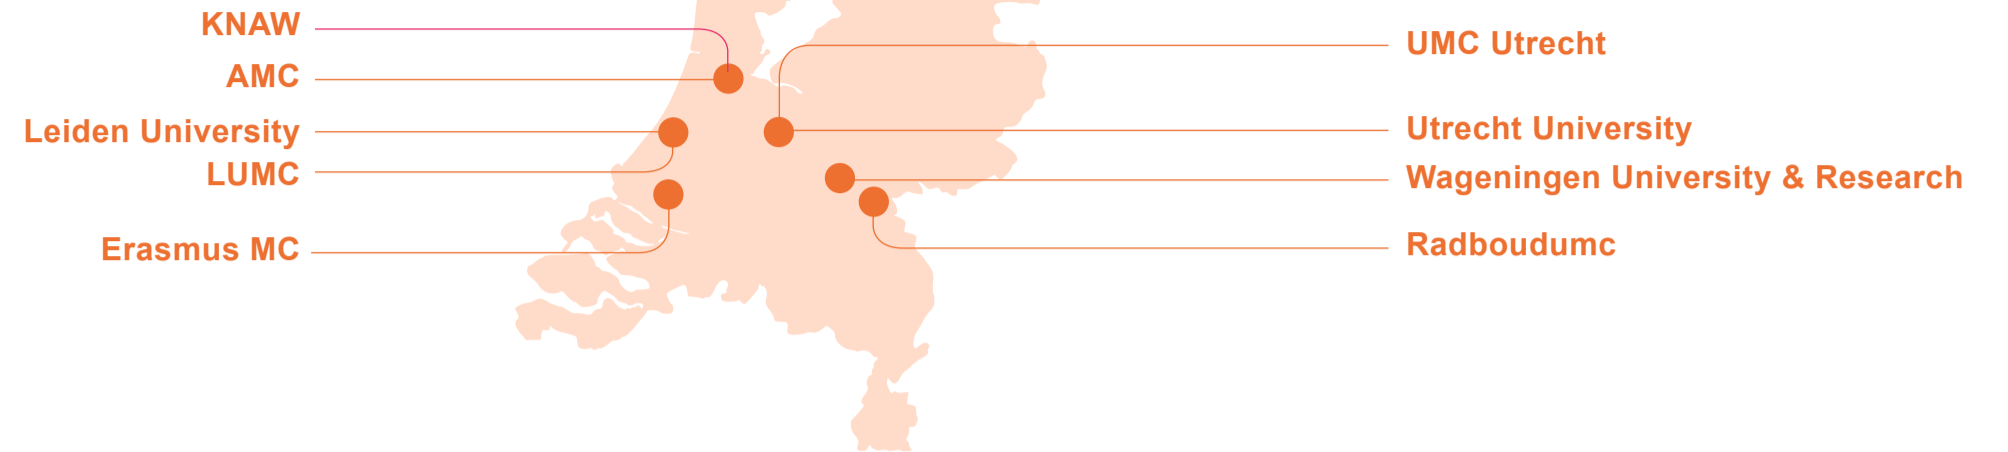 KNAW
AMC
Leiden University
LUMC
Erasmus MC
UMC Utrecht
Utrecht University
Wageningen University & Research
Radboudumc